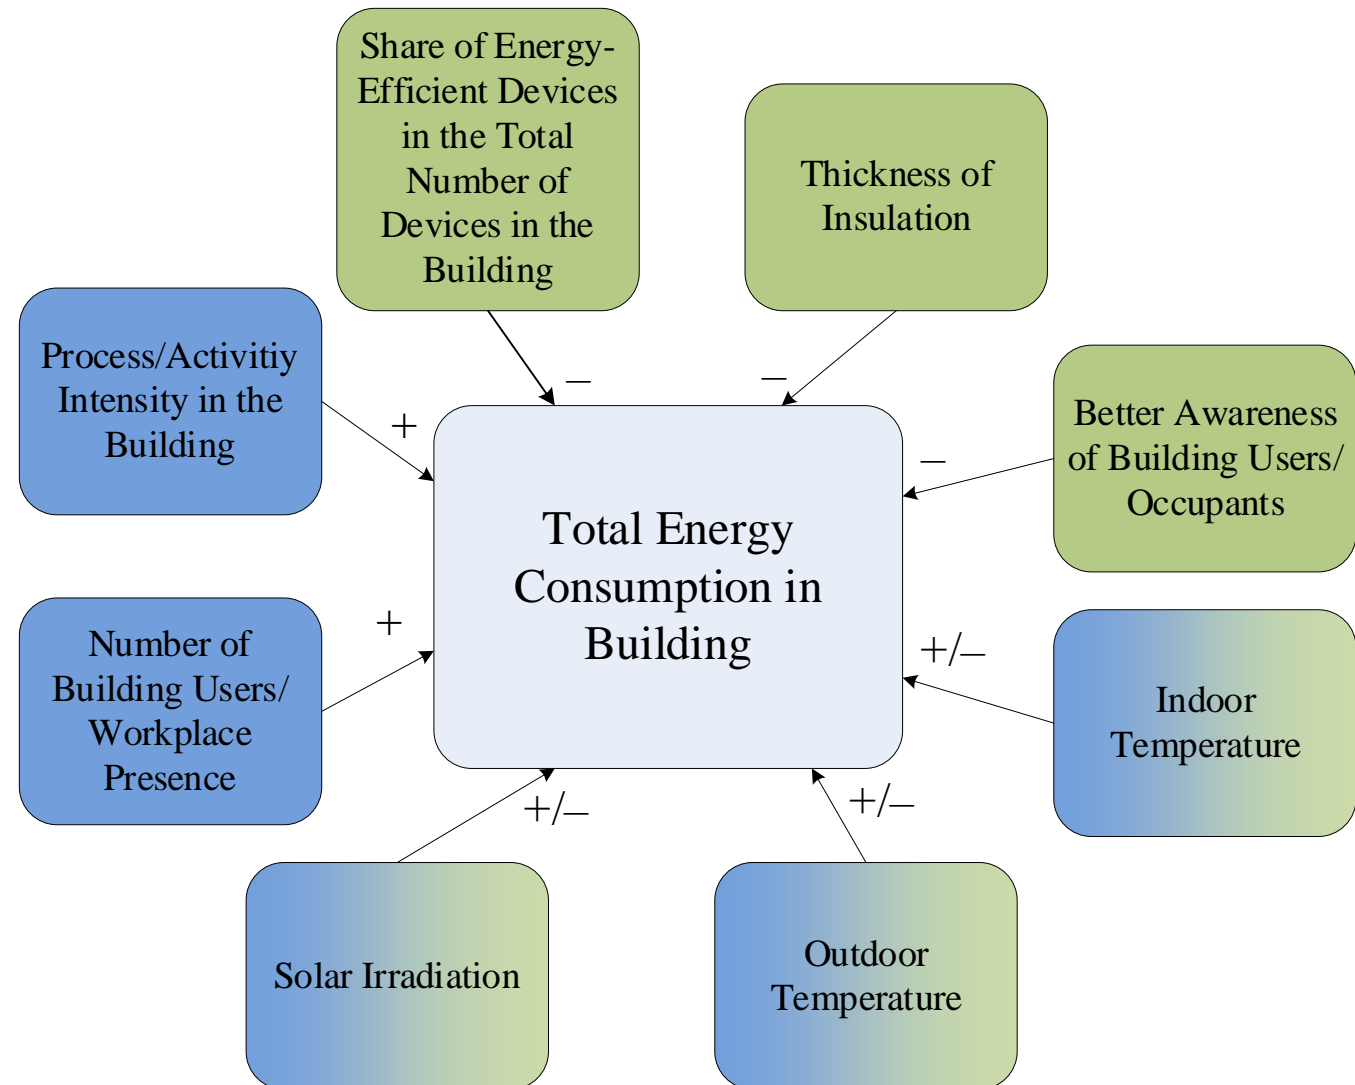 Share of Energy-
Efficient Devices
in the Total
Number of
Devices in the
Building
Thickness of
Insulation
Process/Activitiy
Intensity in the
Building
Better Awareness
of Building Users/
Occupants
–
–
+
–
Total Energy
Consumption in
Building
Number of
Building Users/
Workplace
Presence
+
+/–
Indoor
Temperature
+/–
+/–
Solar Irradiation
Outdoor
Temperature